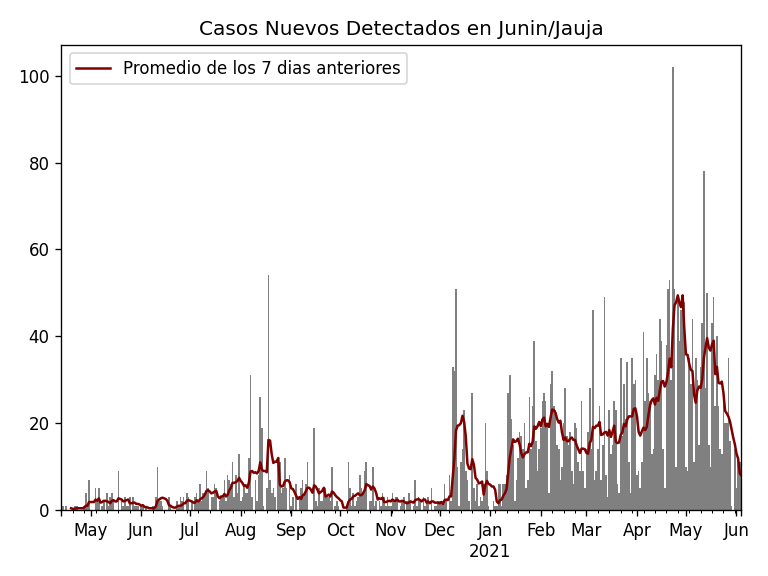 Casos Nuevos Detectados en Junin/Jauja
Promedio de los 7 dias anteriores
100
80
60
40
20
0
May Jun Jul Aug Sep Oct Nov Dec Jan Feb Mar Apr May Jun
2021